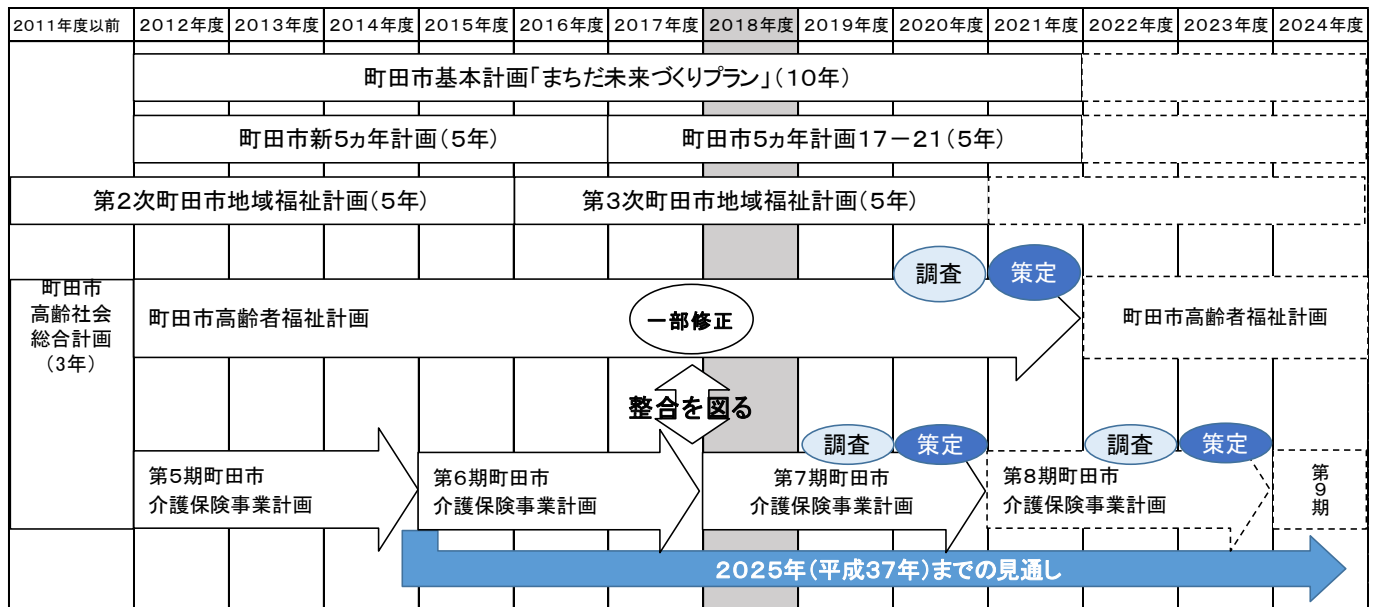 2011年度以前 2012年度 2013年度 2014年度 2015年度 2016年度 2017年度 2018年度 2019年度 2020年度 2021年度 2022年度 2023年度 2024年度
町田市基本計画「まちだ未来づくりプラン」(10年)
町田市新5ヵ年計画(5年) 町田市5ヵ年計画17－21(5年)
第2次町田市地域福祉計画(5年) 第3次町田市地域福祉計画(5年)
調査 策定
町田市
高齢社会
総合計画
(3年)
町田市高齢者福祉計画
一部修正
町田市高齢者福祉計画
整合を図る
調査 策定 調査 策定
第5期町田市
介護保険事業計画
第6期町田市
介護保険事業計画
第7期町田市
介護保険事業計画
第8期町田市
介護保険事業計画
第9期
2025年(平成37年)までの見通し